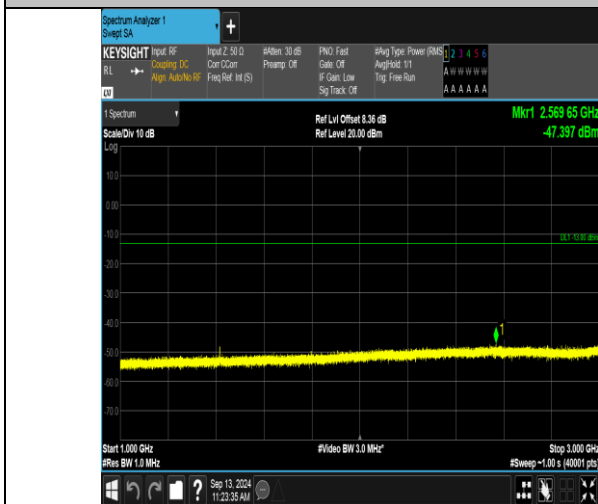 Spectrum Analyzer 1
Swept SA
+
KEYSIGHT
RL
Input: RF
Coupling: DC
Align: Auto/No RF
Input Z: 50 Ω
Corr CCorr
Freq Ref: Int (S)
#Atten: 30 dB
Preamp: Off
PNO: Fast
Gate: Off
IF Gain: Low
Sig Track: Off
#Avg Type: Power (RMS
Avg|Hold: 1/1
Trig: Free Run
1 2 3 4 5 6
A W W W W W
A A A A A A
1 Spectrum
Scale/Div 10 dB
Log
Ref Lvl Offset 8.36 dB
Ref Level 20.00 dBm
Mkr1 2.569 65 GHz
-47.397 dBm
10.0
0.00
-10.0
DL1 -13.00 dBm
-20.0
-30.0
-40.0
1
-50.0
-60.0
-70.0
Start 1.000 GHz
#Res BW 1.0 MHz
#Video BW 3.0 MHz*
Stop 3.000 GHz
#Sweep ~1.00 s (40001 pts)
?
Sep 13, 2024
11:23:35 AM